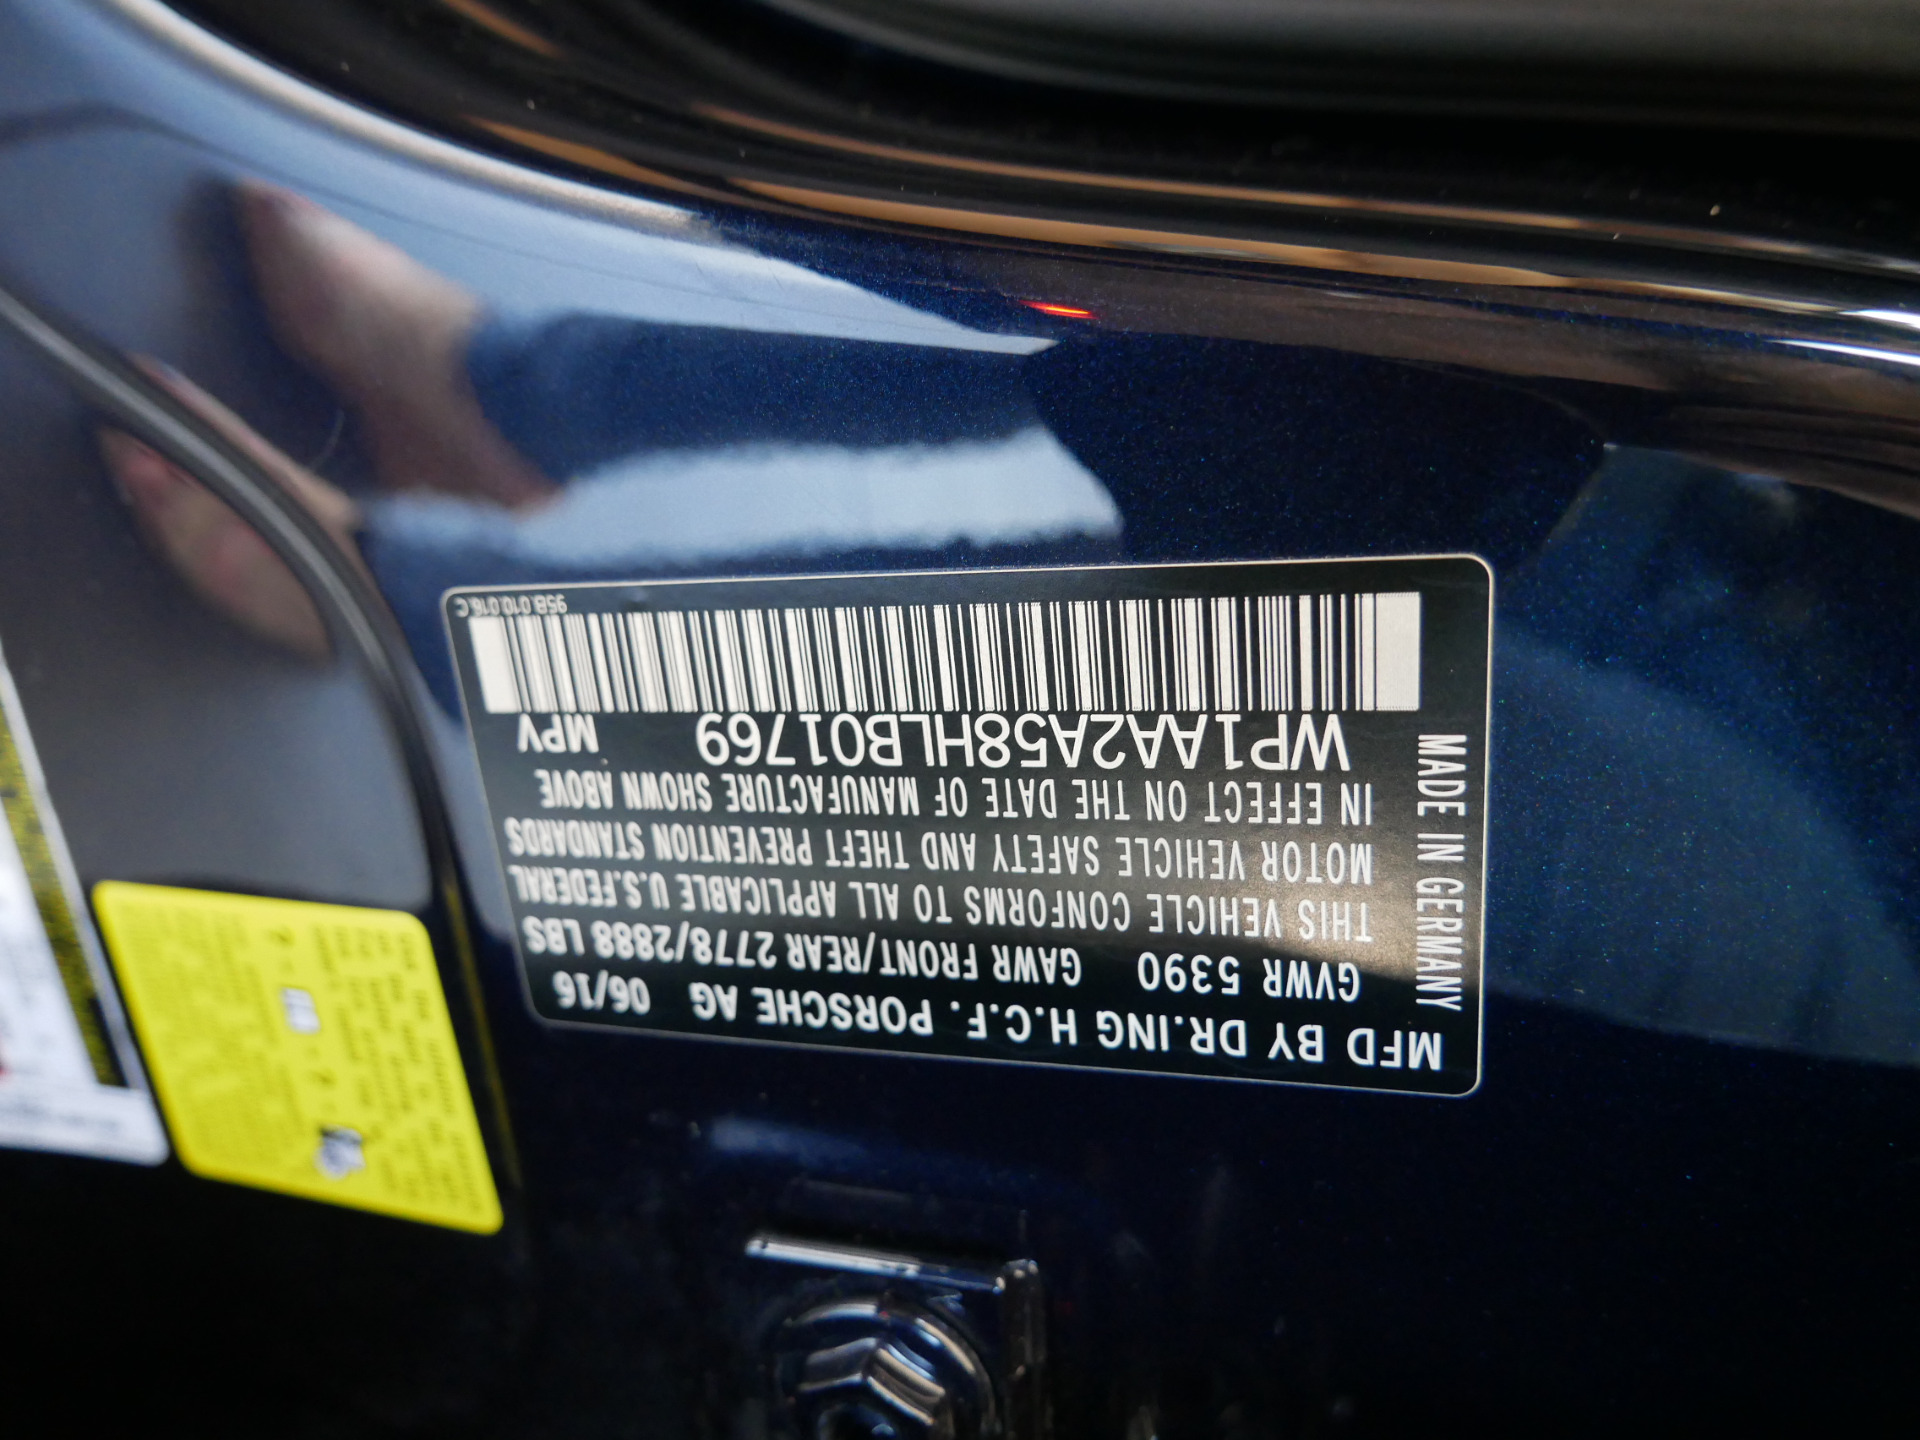 MFD BY DR.ING H.C.F. PORSCHE AG 06/16
GVWR 5390 GAWR FRONT/REAR 2778/2888 LBS
THIS VEHICLE CONFORMS TO ALL APPLICABLE U.S.FEDERAL
MOTOR VEHICLE SAFETY AND THEFT PREVENTION STANDARDS
IN EFFECT ON THE DATE OF MANUFACTURE SHOWN ABOVE
WP1AA2A58HLB01769 MPV
95B.010.016.C
MADE IN GERMANY